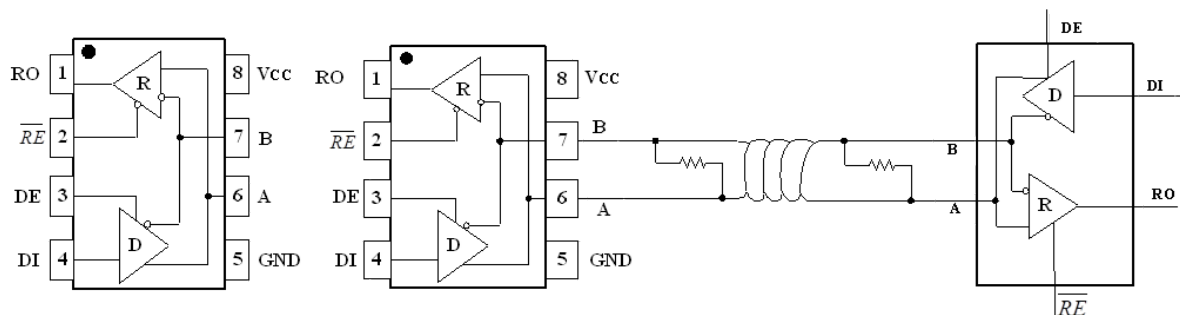 RO 1 R 8 VCC
RE 2 7 B
DE 3 6 A
DI 4 D 5 GND
RO 1 R 8 VCC
RE 2 7 B
DE 3 6 A
DI 4 D 5 GND
B
A
DE
D DI
R RO
RE